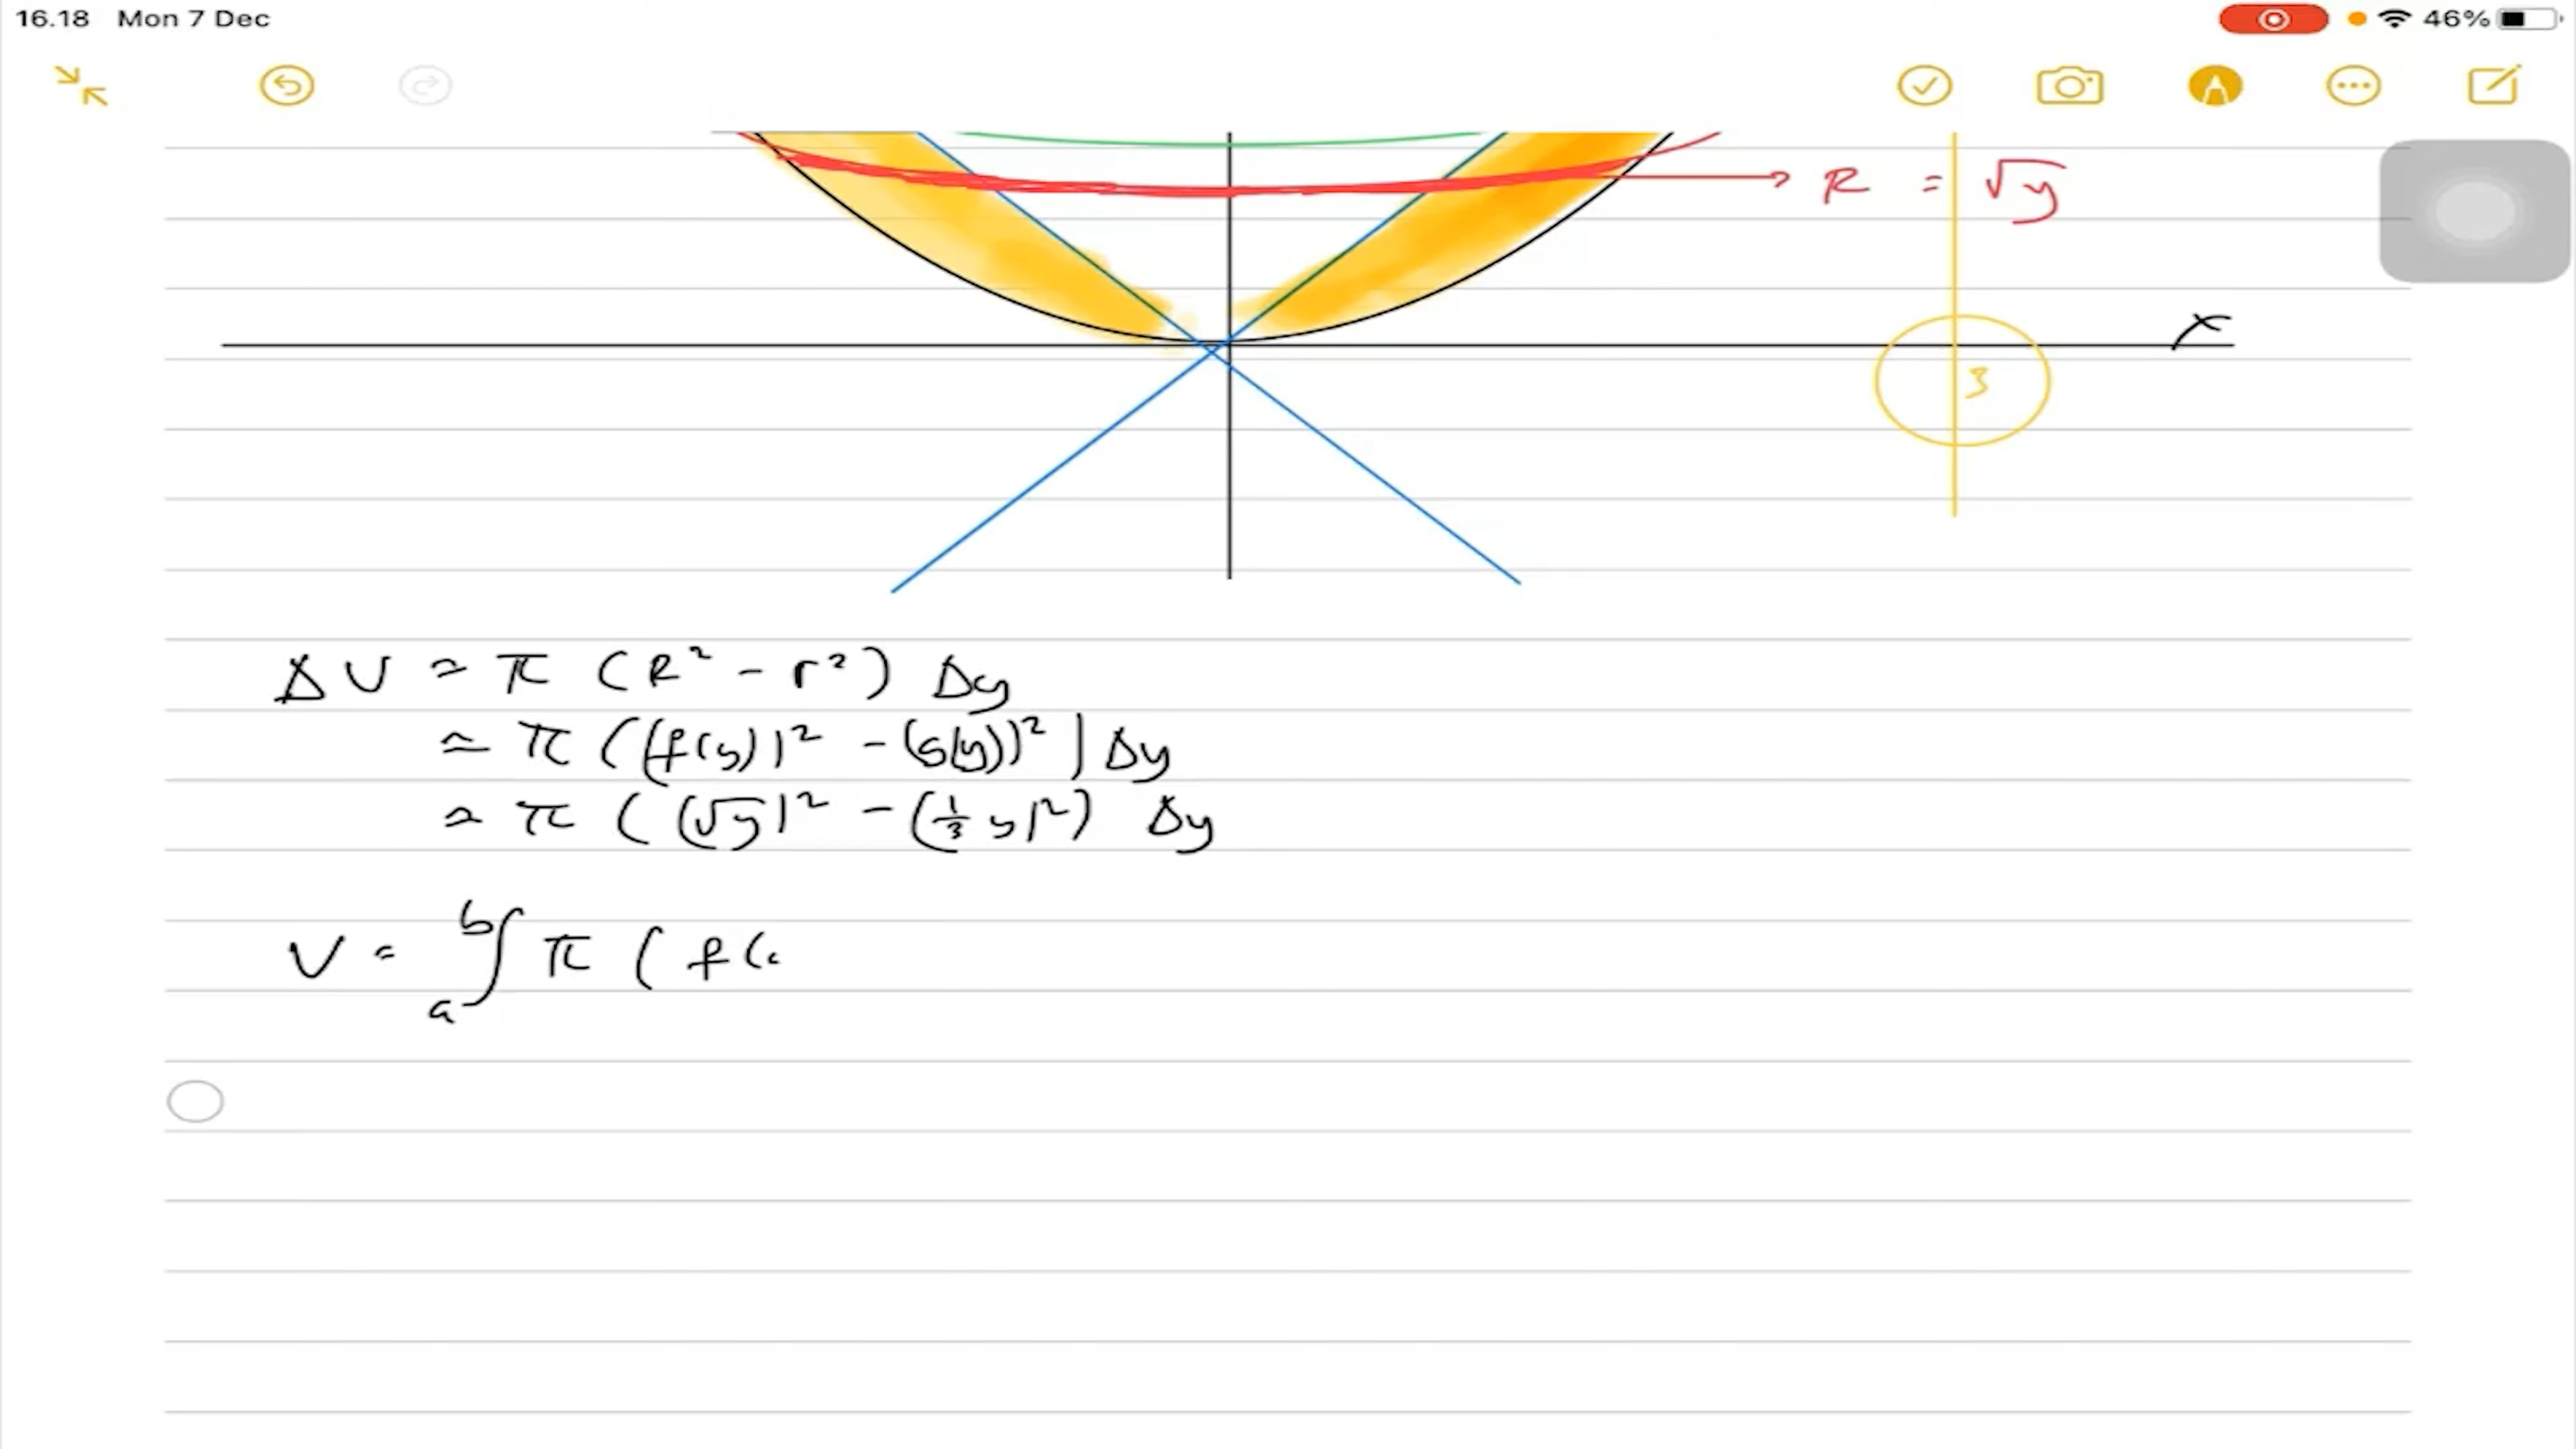 16.18 Mon 7 Dec 46%
R = √y
x
3
ΔV ≈ π (R² - r²) Δy
≈ π ((f(y))² - (g(y))²) Δy
≈ π ((√y)² - (⅓ y)²) Δy
V = ₐ∫ᵇ π ( f(